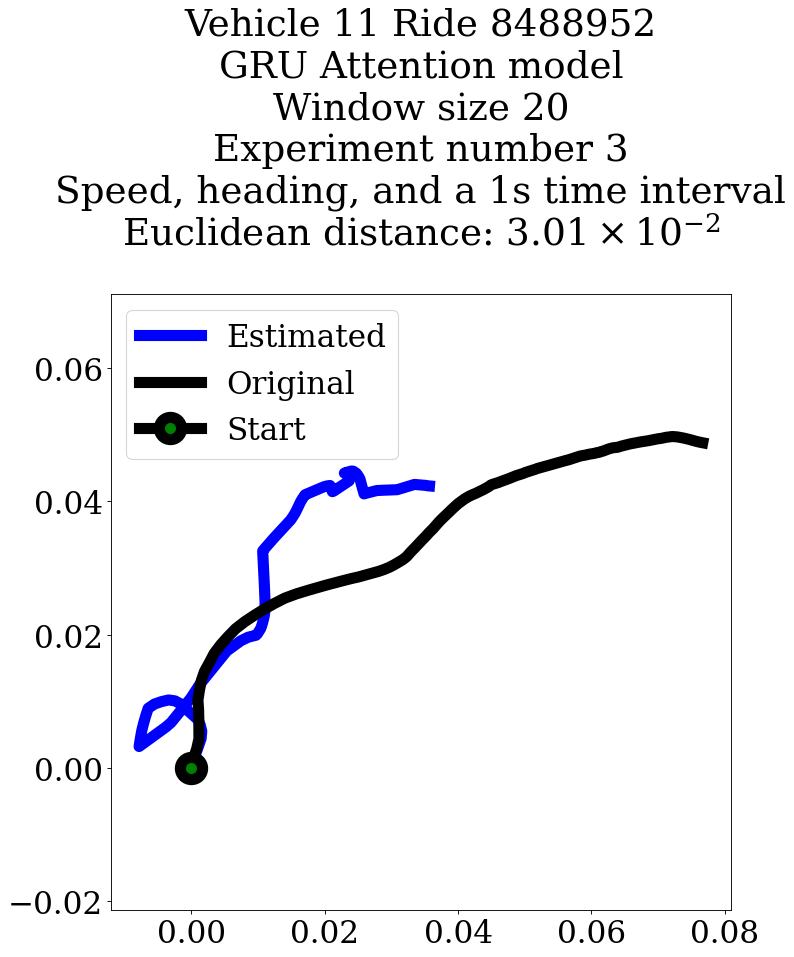 Vehicle 11 Ride 8488952
GRU Attention model
Window size 20
Experiment number 3
Speed, heading, and a 1s time interval
Euclidean distance: 3.01 × 10⁻²
Estimated
Original
Start
0.06
0.04
0.02
0.00
−0.02
0.00 0.02 0.04 0.06 0.08